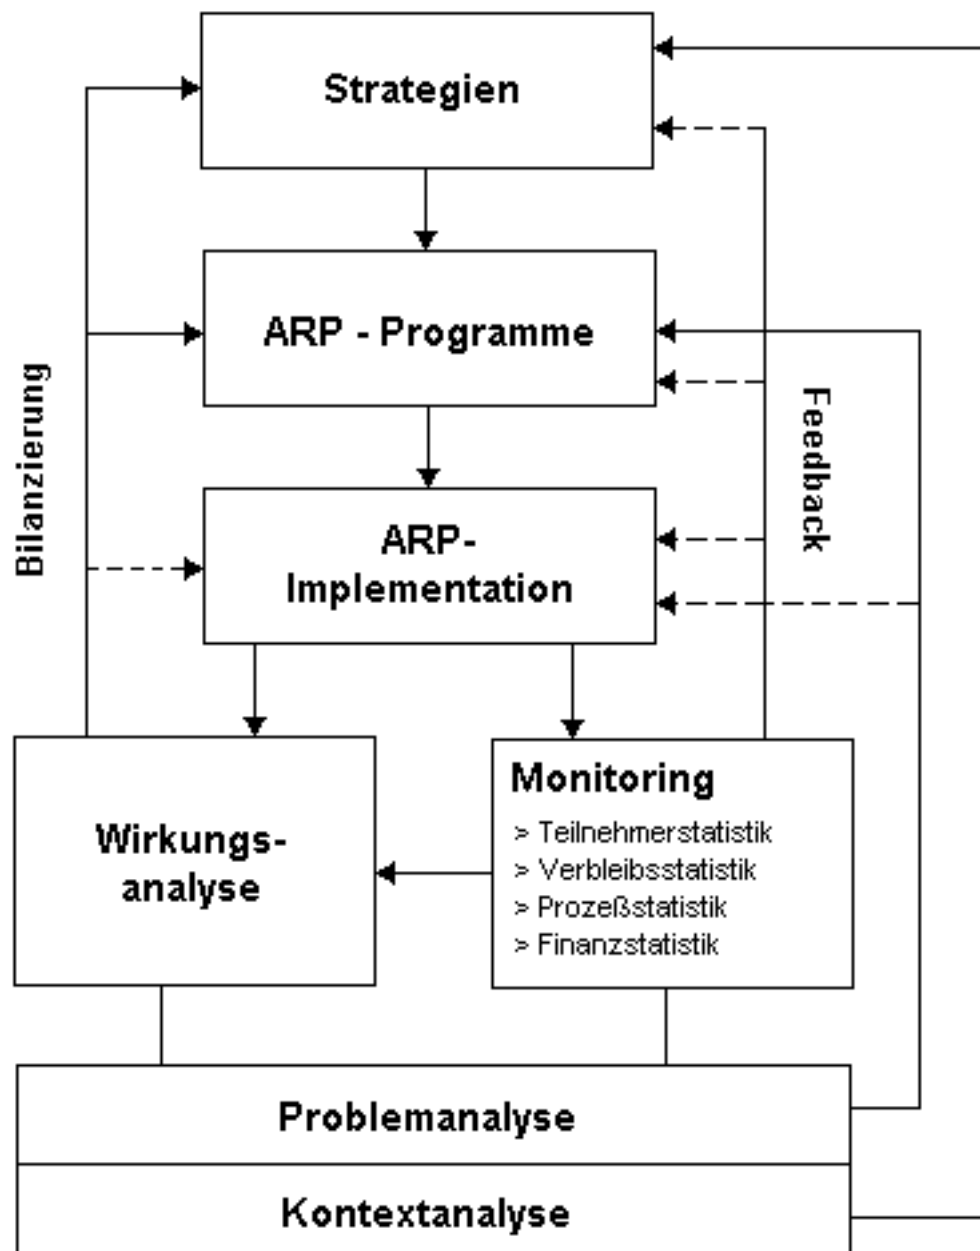 Strategien
ARP - Programme
Bilanzierung
Feedback
ARP-
Implementation
Wirkungs-
analyse
Monitoring
> Teilnehmerstatistik
> Verbleibsstatistik
> Prozeßstatistik
> Finanzstatistik
Problemanalyse
Kontextanalyse